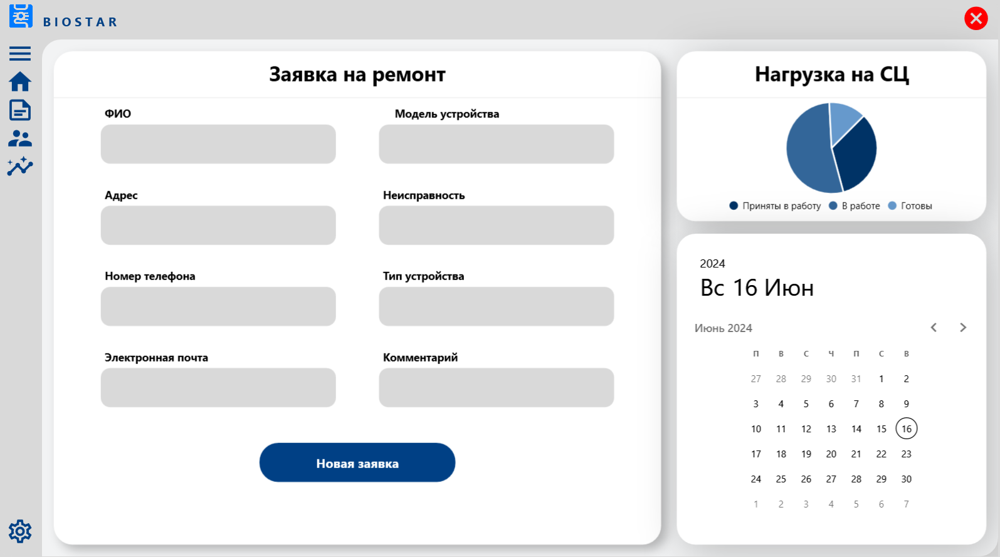 BIOSTAR
Заявка на ремонт
ФИО
Модель устройства
Адрес
Неисправность
Номер телефона
Тип устройства
Электронная почта
Комментарий
Новая заявка
Нагрузка на СЦ
Приняты в работу В работе Готовы
2024
Вс 16 Июн
Июнь 2024
П В С Ч П С В
27 28 29 30 31 1 2
3 4 5 6 7 8 9
10 11 12 13 14 15 16
17 18 19 20 21 22 23
24 25 26 27 28 29 30
1 2 3 4 5 6 7